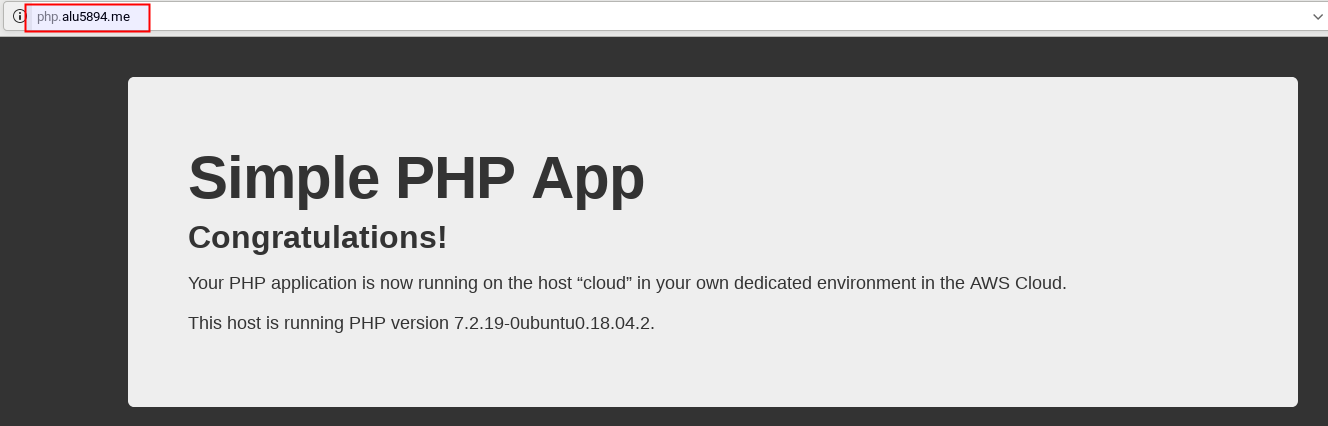 php.alu5894.me
Simple PHP App
Congratulations!
Your PHP application is now running on the host “cloud” in your own dedicated environment in the AWS Cloud.
This host is running PHP version 7.2.19-0ubuntu0.18.04.2.